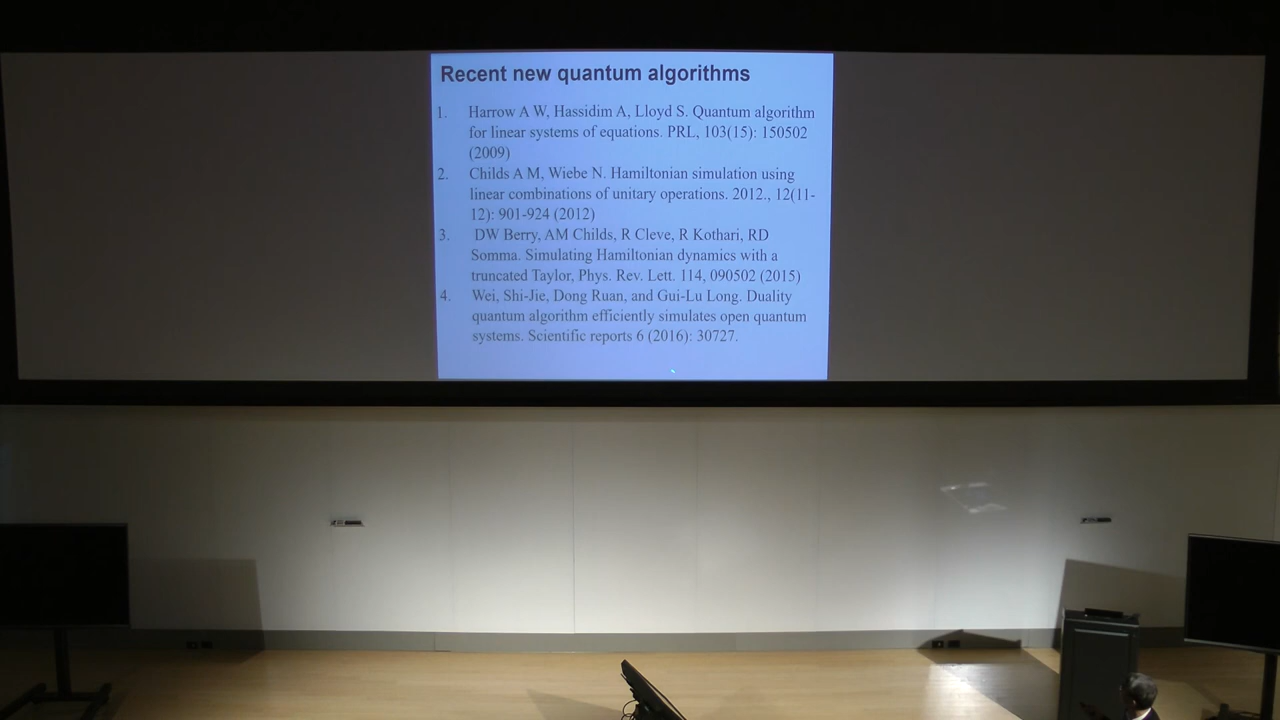 Recent new quantum algorithms
1. Harrow A W, Hassidim A, Lloyd S. Quantum algorithm
for linear systems of equations. PRL, 103(15): 150502
(2009)
2. Childs A M, Wiebe N. Hamiltonian simulation using
linear combinations of unitary operations. 2012., 12(11-
12): 901-924 (2012)
3. DW Berry, AM Childs, R Cleve, R Kothari, RD
Somma. Simulating Hamiltonian dynamics with a
truncated Taylor, Phys. Rev. Lett. 114, 090502 (2015)
4. Wei, Shi-Jie, Dong Ruan, and Gui-Lu Long. Duality
quantum algorithm efficiently simulates open quantum
systems. Scientific reports 6 (2016): 30727.